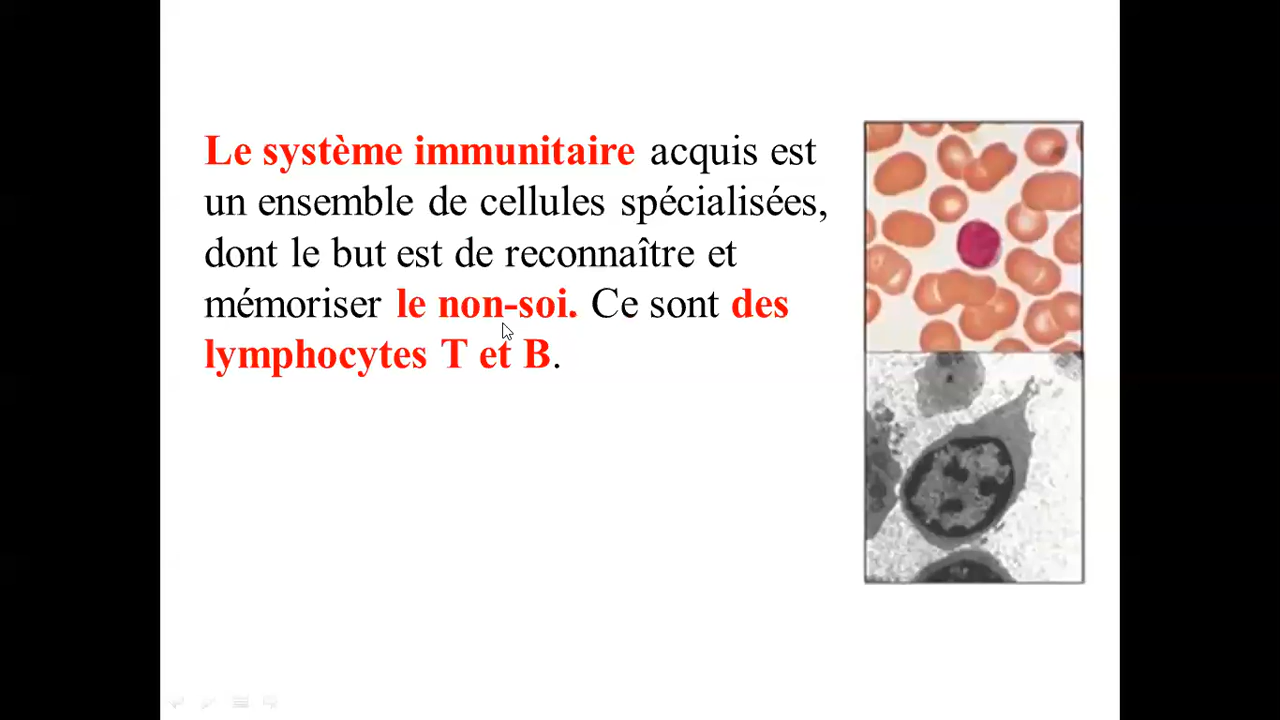 Le système immunitaire acquis est
un ensemble de cellules spécialisées,
dont le but est de reconnaître et
mémoriser le non-soi. Ce sont des
lymphocytes T et B.